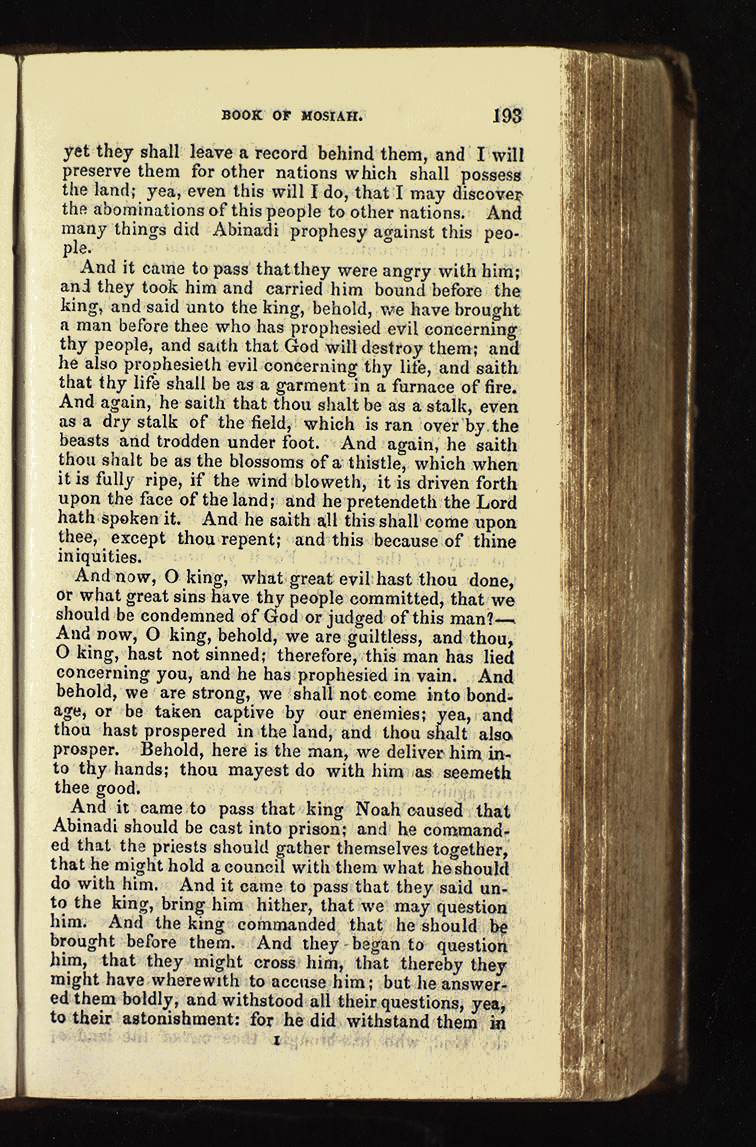 BOOK OF MOSIAH. 193
yet they shall leave a record behind them, and I will
preserve them for other nations which shall possess
the land; yea, even this will I do, that I may discover
the abominations of this people to other nations. And
many things did Abinadi prophesy against this peo-
ple.
And it came to pass that they were angry with him;
and they took him and carried him bound before the
king, and said unto the king, behold, we have brought
a man before thee who has prophesied evil concerning
thy people, and saith that God will destroy them; and
he also prophesieth evil concerning thy life, and saith
that thy life shall be as a garment in a furnace of fire.
And again, he saith that thou shalt be as a stalk, even
as a dry stalk of the field, which is ran over by the
beasts and trodden under foot. And again, he saith
thou shalt be as the blossoms of a thistle, which when
it is fully ripe, if the wind bloweth, it is driven forth
upon the face of the land; and he pretendeth the Lord
hath spoken it. And he saith all this shall come upon
thee, except thou repent; and this because of thine
iniquities.
And now, O king, what great evil hast thou done,
or what great sins have thy people committed, that we
should be condemned of God or judged of this man?—
And now, O king, behold, we are guiltless, and thou,
O king, hast not sinned; therefore, this man has lied
concerning you, and he has prophesied in vain. And
behold, we are strong, we shall not come into bond-
age, or be taken captive by our enemies; yea, and
thou hast prospered in the land, and thou shalt also
prosper. Behold, here is the man, we deliver him in-
to thy hands; thou mayest do with him as seemeth
thee good.
And it came to pass that king Noah caused that
Abinadi should be cast into prison; and he command-
ed that the priests should gather themselves together,
that he might hold a council with them what he should
do with him. And it came to pass that they said un-
to the king, bring him hither, that we may question
him. And the king commanded that he should be
brought before them. And they began to question
him, that they might cross him, that thereby they
might have wherewith to accuse him; but he answer-
ed them boldly, and withstood all their questions, yea,
to their astonishment: for he did withstand them in
I